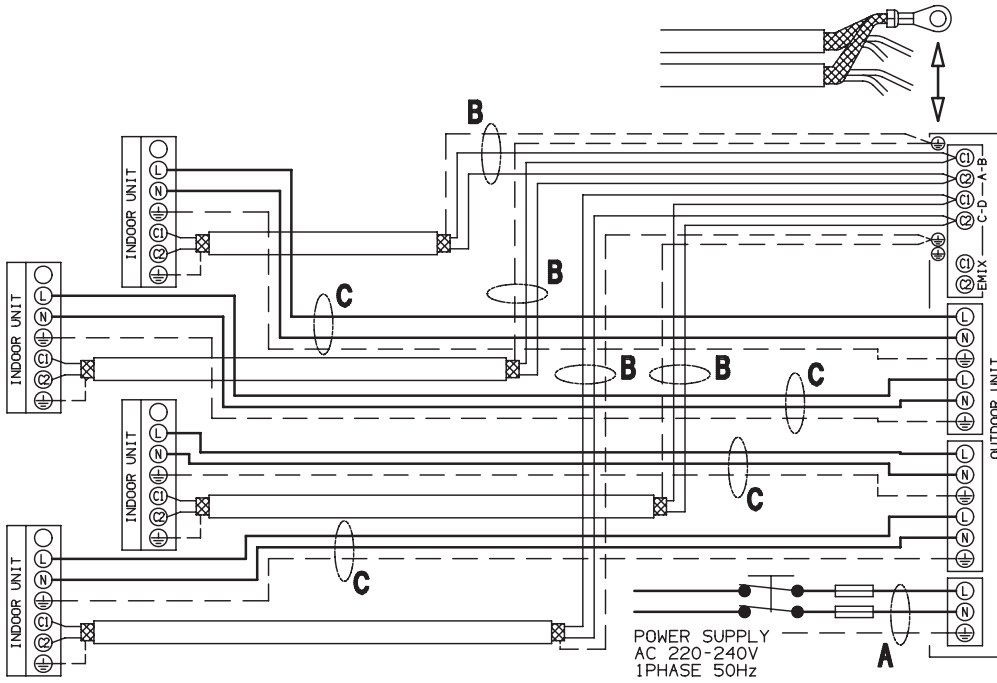 B
INDOOR UNIT
L
N
C1
C2
C1
C2
A-B
C1
C2
C-D
C1
C2
EMIX
B
C
INDOOR UNIT
L
N
C1
C2
L
N
L
N
B
B
C
OUTDOOR UNIT
INDOOR UNIT
L
N
C1
C2
C
L
N
L
N
INDOOR UNIT
L
N
C1
C2
C
L
N
A
POWER SUPPLY
AC 220-240V
1PHASE 50Hz